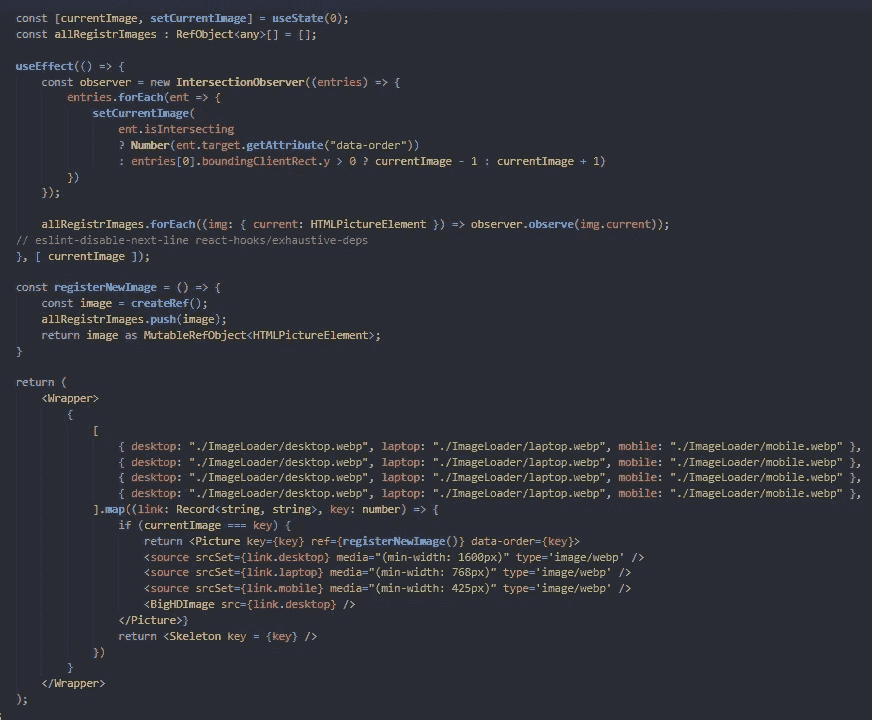 const [currentImage, setCurrentImage] = useState(0);
const allRegistrImages : RefObject<any>[] = [];
useEffect(() => {
const observer = new IntersectionObserver((entries) => {
entries.forEach(ent => {
setCurrentImage(
ent.isIntersecting
? Number(ent.target.getAttribute("data-order"))
: entries[0].boundingClientRect.y > 0 ? currentImage - 1 : currentImage + 1)
})
});
allRegistrImages.forEach((img: { current: HTMLPictureElement }) => observer.observe(img.current));
// eslint-disable-next-line react-hooks/exhaustive-deps
}, [ currentImage ]);
const registerNewImage = () => {
const image = createRef();
allRegistrImages.push(image);
return image as MutableRefObject<HTMLPictureElement>;
}
return (
<Wrapper>
{
[
{ desktop: "./ImageLoader/desktop.webp", laptop: "./ImageLoader/laptop.webp", mobile: "./ImageLoader/mobile.webp" },
{ desktop: "./ImageLoader/desktop.webp", laptop: "./ImageLoader/laptop.webp", mobile: "./ImageLoader/mobile.webp" },
{ desktop: "./ImageLoader/desktop.webp", laptop: "./ImageLoader/laptop.webp", mobile: "./ImageLoader/mobile.webp" },
{ desktop: "./ImageLoader/desktop.webp", laptop: "./ImageLoader/laptop.webp", mobile: "./ImageLoader/mobile.webp" },
].map((link: Record<string, string>, key: number) => {
if (currentImage === key) {
return <Picture key={key} ref={registerNewImage()} data-order={key}>
<source srcSet={link.desktop} media="(min-width: 1600px)" type='image/webp' />
<source srcSet={link.laptop} media="(min-width: 768px)" type='image/webp' />
<source srcSet={link.mobile} media="(min-width: 425px)" type='image/webp' />
<BigHDImage src={link.desktop} />
</Picture>}
return <Skeleton key = {key} />
})
}
</Wrapper>
);